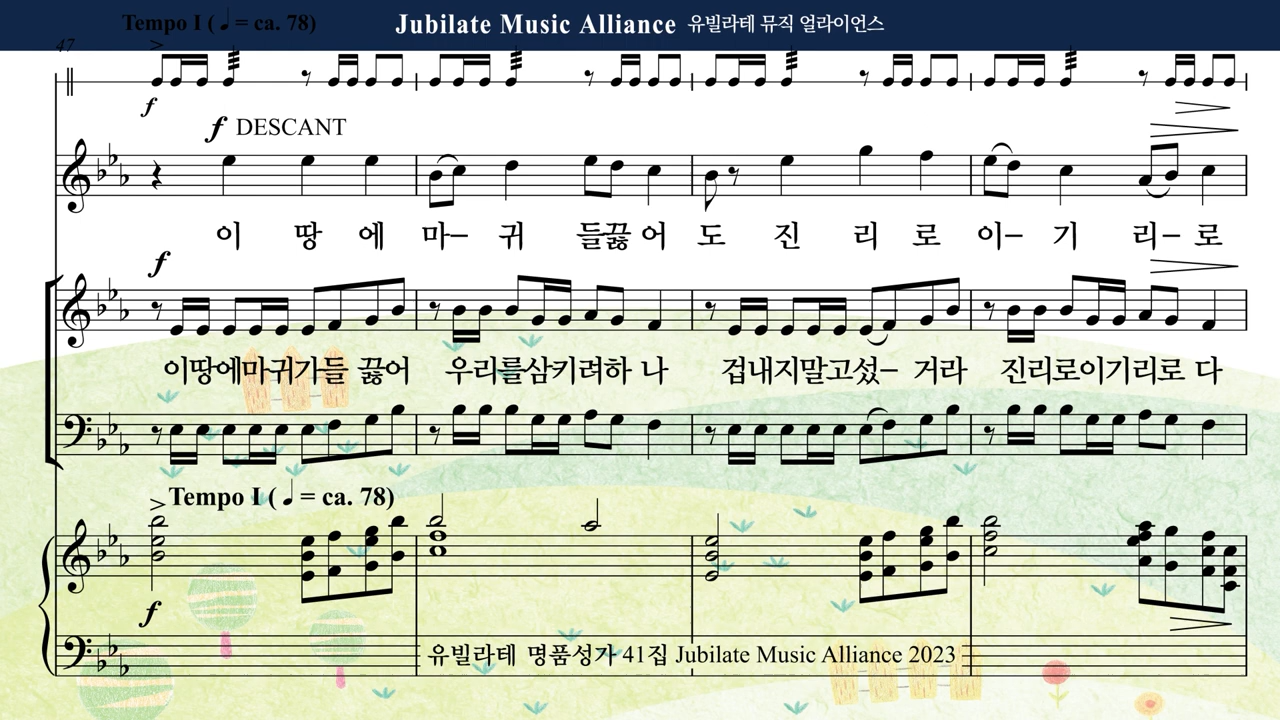 Jubilate Music Alliance 유빌라테 뮤직 얼라이언스
Tempo I ( ♩ = ca. 78)
47
f
f DESCANT
이 땅 에 마– 귀 들끓 어 도 진 리 로 이– 기 리– 로
f
이땅에마귀가들 끓어 우리를삼키려하 나 겁내지말고섰– 거라 진리로이기리로 다
Tempo I ( ♩ = ca. 78)
f
유빌라테 명품성가 41집 Jubilate Music Alliance 2023